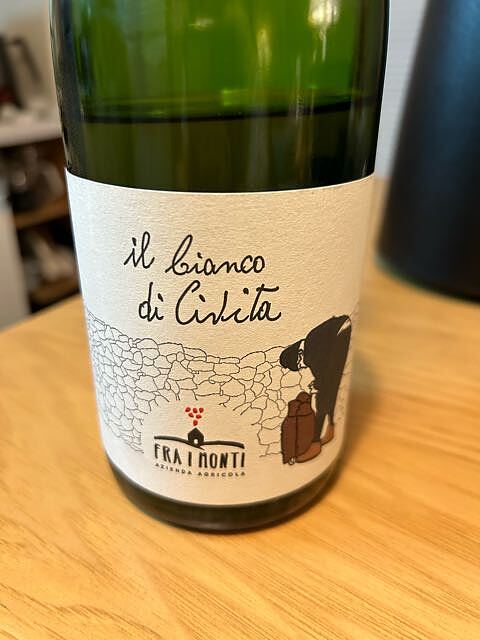 il bianco
di Civita
FRA I MONTI
AZIENDA AGRICOLA